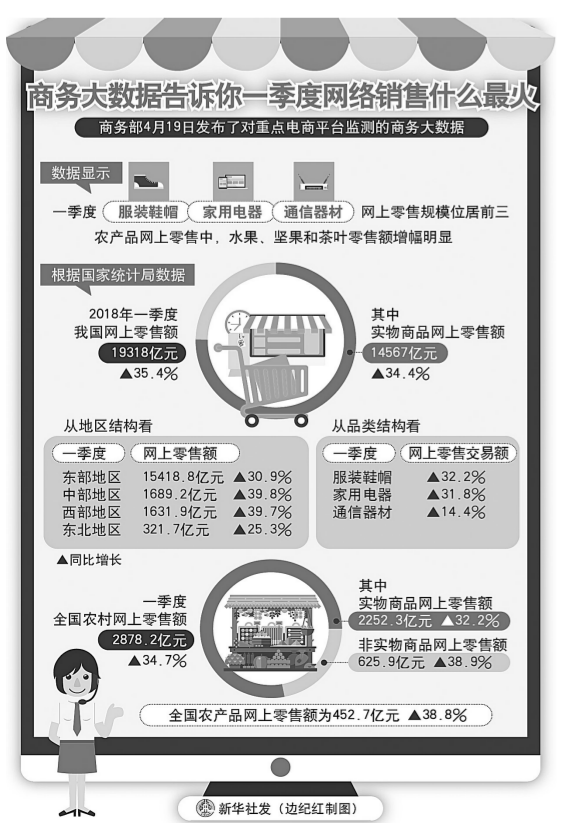 商务大数据告诉你一季度网络销售什么最火
商务部4月19日发布了对重点电商平台监测的商务大数据
数据显示
一季度 服装鞋帽 家用电器 通信器材 网上零售规模位居前三
农产品网上零售中，水果、坚果和茶叶零售额增幅明显
根据国家统计局数据
2018年一季度
我国网上零售额
19318亿元
▲35.4%
其中
实物商品网上零售额
14567亿元
▲34.4%
从地区结构看
一季度 网上零售额
东部地区 15418.8亿元 ▲30.9%
中部地区 1689.2亿元 ▲39.8%
西部地区 1631.9亿元 ▲39.7%
东北地区 321.7亿元 ▲25.3%
从品类结构看
一季度 网上零售交易额
服装鞋帽 ▲32.2%
家用电器 ▲31.8%
通信器材 ▲14.4%
▲同比增长
一季度
全国农村网上零售额
2878.2亿元
▲34.7%
其中
实物商品网上零售额
2252.3亿元 ▲32.2%
非实物商品网上零售额
625.9亿元 ▲38.9%
全国农产品网上零售额为452.7亿元 ▲38.8%
新华社发（边纪红制图）